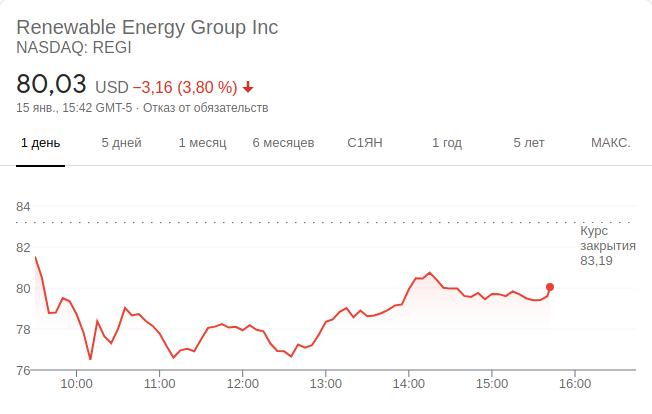 Renewable Energy Group Inc
NASDAQ: REGI
80,03 USD −3,16 (3,80 %)
15 янв., 15:42 GMT-5 · Отказ от обязательств
1 день 5 дней 1 месяц 6 месяцев С1ЯН 1 год 5 лет МАКС.
84
Курс
закрытия
83,19
82
80
78
76
10:00 11:00 12:00 13:00 14:00 15:00 16:00